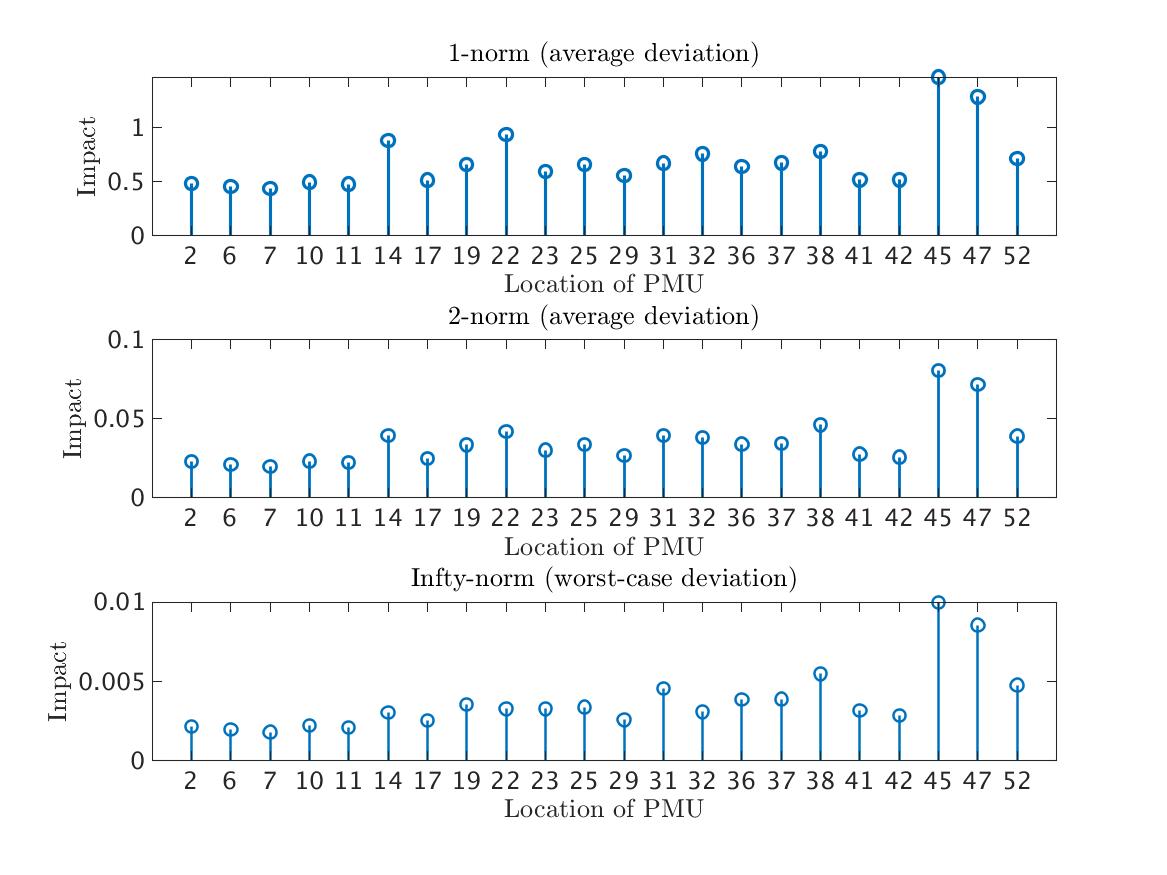 1-norm (average deviation)
Impact
1
0.5
0
2 6 7 10 11 14 17 19 22 23 25 29 31 32 36 37 38 41 42 45 47 52
Location of PMU
2-norm (average deviation)
Impact
0.1
0.05
0
2 6 7 10 11 14 17 19 22 23 25 29 31 32 36 37 38 41 42 45 47 52
Location of PMU
Infty-norm (worst-case deviation)
Impact
0.01
0.005
0
2 6 7 10 11 14 17 19 22 23 25 29 31 32 36 37 38 41 42 45 47 52
Location of PMU